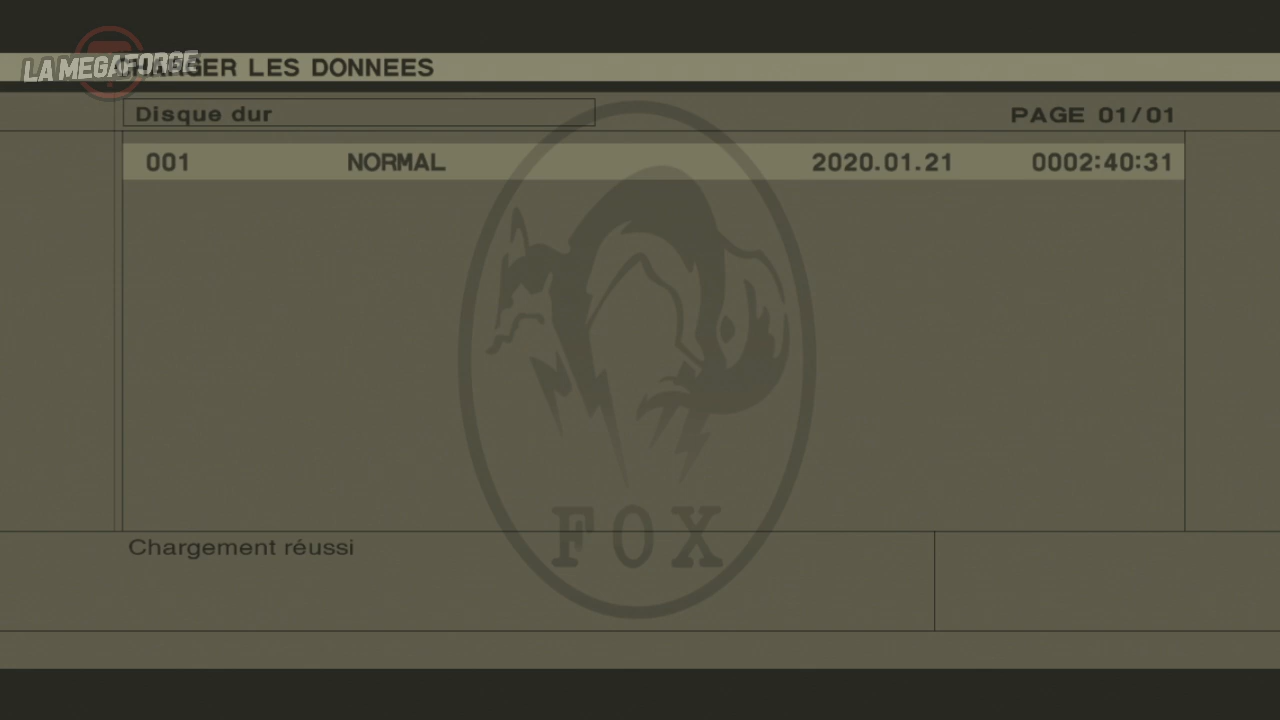 LA MEGAFORGE
CHARGER LES DONNEES
Disque dur
PAGE 01/01
001 NORMAL 2020.01.21 0002:40:31
FOX
Chargement réussi